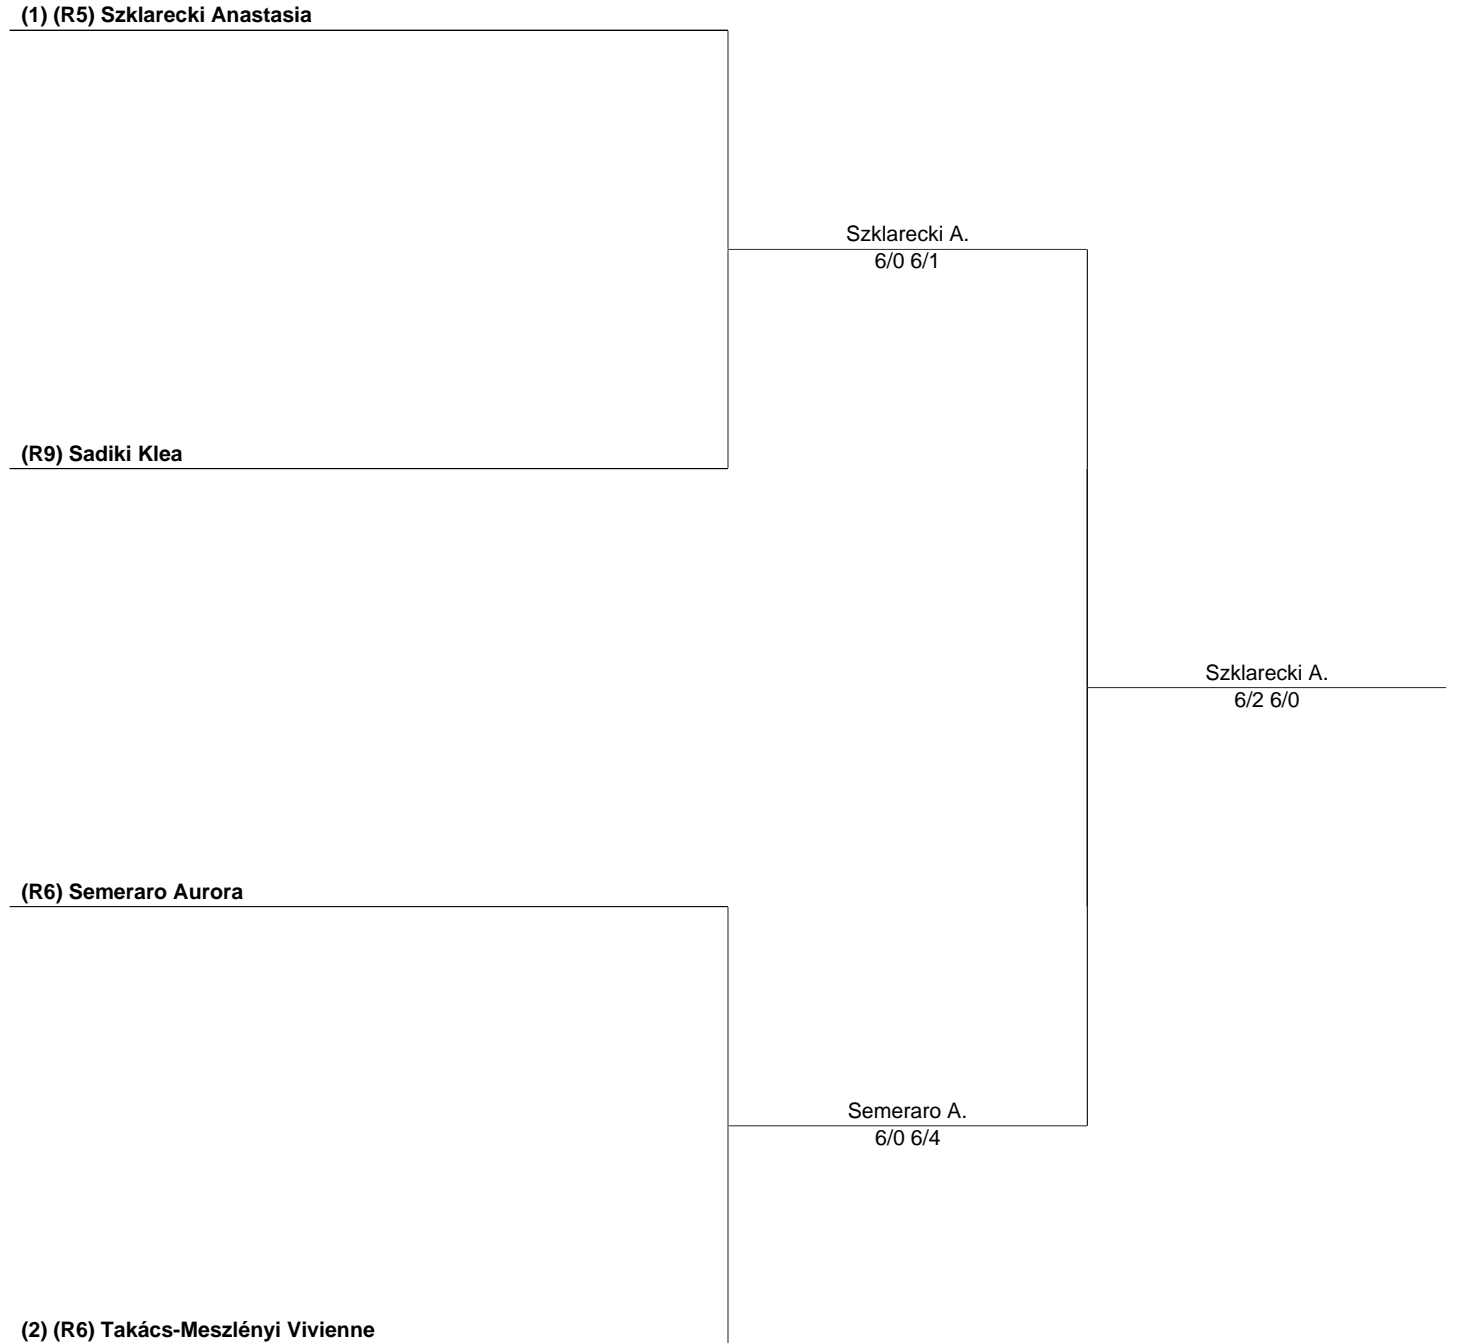 (1) (R5) Szklarecki Anastasia
Szklarecki A.
6/0 6/1
(R9) Sadiki Klea
Szklarecki A.
6/2 6/0
(R6) Semeraro Aurora
Semeraro A.
6/0 6/4
(2) (R6) Takács-Meszlényi Vivienne